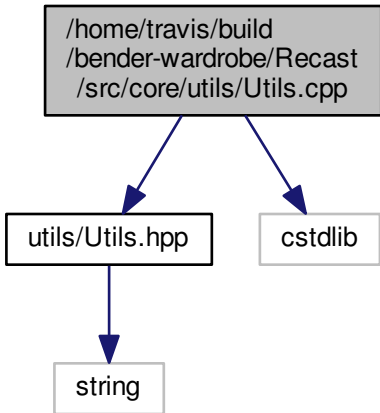 /home/travis/build
/bender-wardrobe/Recast
/src/core/utils/Utils.cpp
utils/Utils.hpp
cstdlib
string